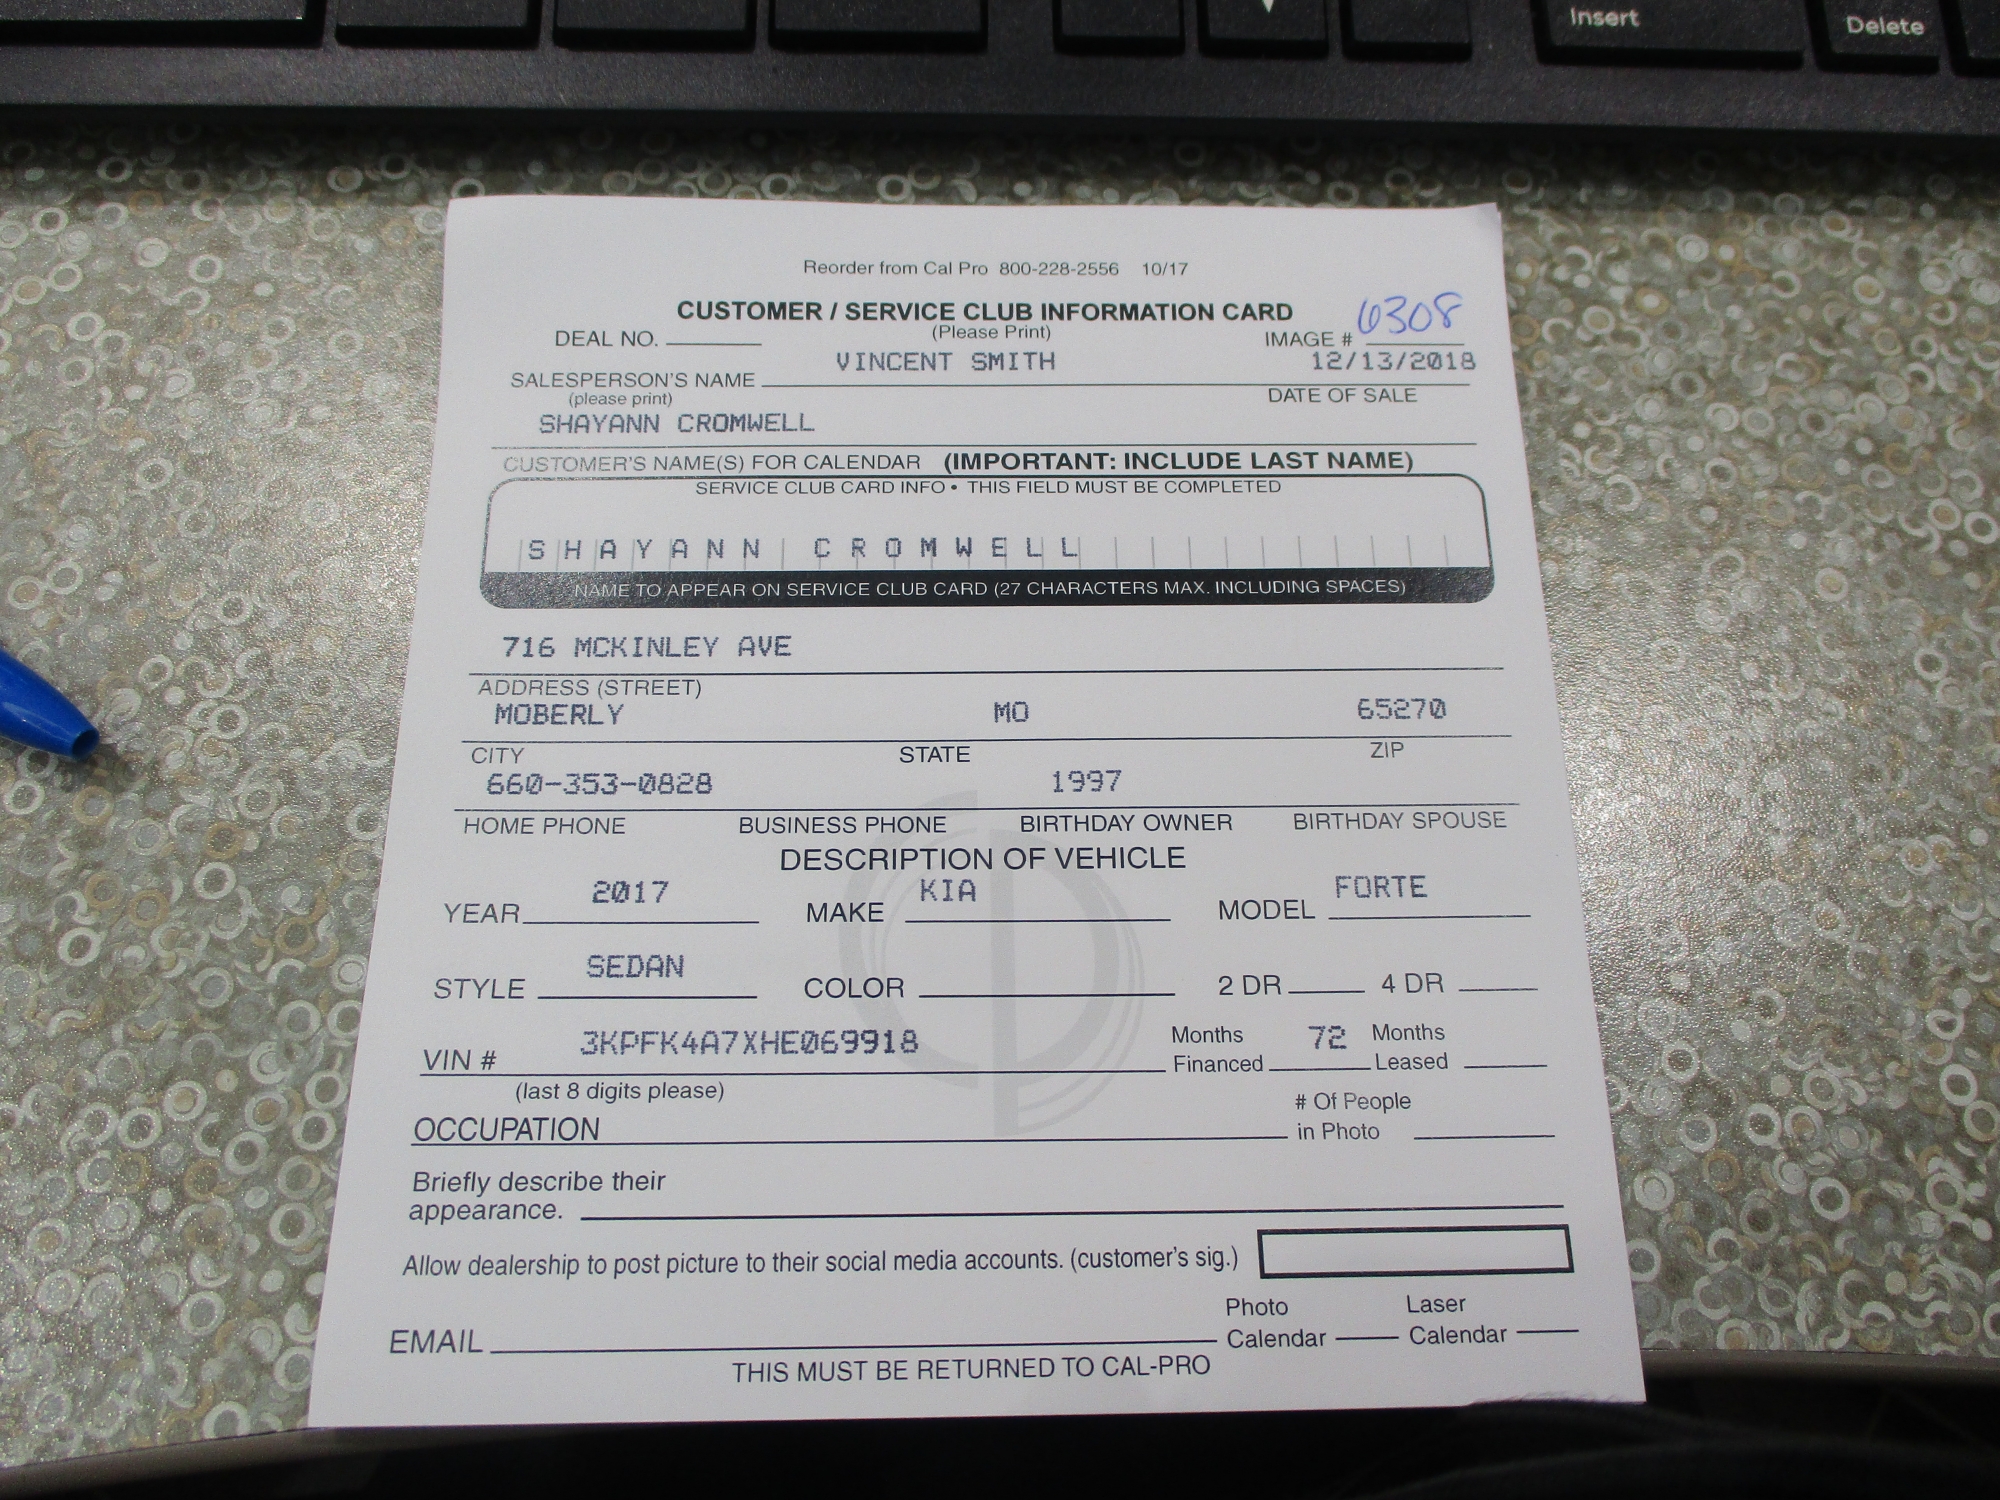 Insert
Delete
Reorder from Cal Pro 800-228-2556 10/17
CUSTOMER / SERVICE CLUB INFORMATION CARD
DEAL NO. (Please Print) IMAGE # 6308
VINCENT SMITH 12/13/2018
SALESPERSON'S NAME
(please print) DATE OF SALE
SHAYANN CROMWELL
CUSTOMER'S NAME(S) FOR CALENDAR (IMPORTANT: INCLUDE LAST NAME)
SERVICE CLUB CARD INFO • THIS FIELD MUST BE COMPLETED
SHAYANN CROMWELL
NAME TO APPEAR ON SERVICE CLUB CARD (27 CHARACTERS MAX. INCLUDING SPACES)
716 MCKINLEY AVE
ADDRESS (STREET)
MOBERLY MO 65270
CITY STATE ZIP
660-353-0828 1997
HOME PHONE BUSINESS PHONE BIRTHDAY OWNER BIRTHDAY SPOUSE
DESCRIPTION OF VEHICLE
YEAR 2017 MAKE KIA MODEL FORTE
STYLE SEDAN COLOR 2 DR 4 DR
VIN # 3KPFK4A7XHE069918 Months Financed 72 Months Leased
(last 8 digits please)
OCCUPATION # Of People in Photo
Briefly describe their
appearance.
Allow dealership to post picture to their social media accounts. (customer's sig.)
EMAIL Photo Calendar Laser Calendar
THIS MUST BE RETURNED TO CAL-PRO